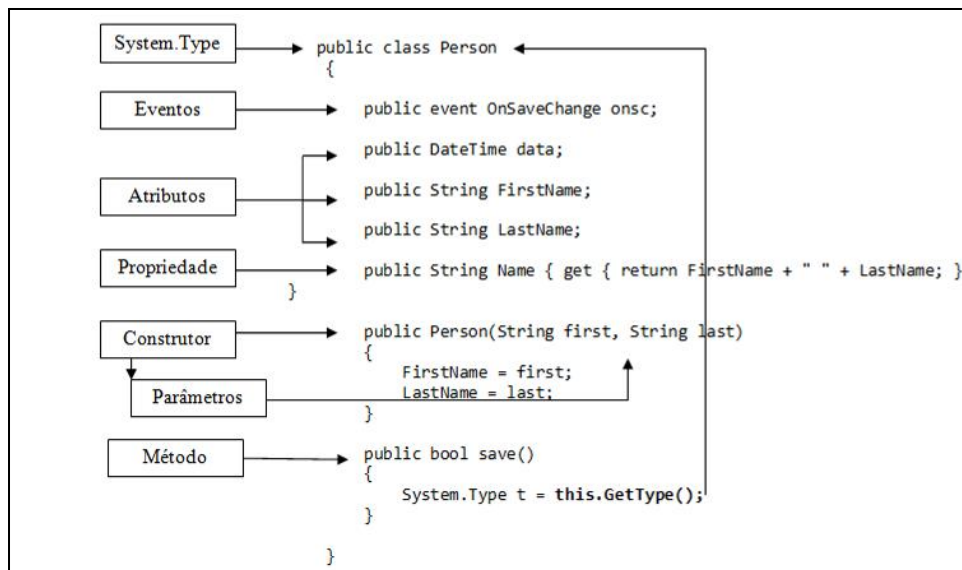 System.Type
public class Person
{
Eventos
public event OnSaveChange onsc;
public DateTime data;
Atributos
public String FirstName;
public String LastName;
Propriedade
public String Name { get { return FirstName + " " + LastName; }
}
Construtor
public Person(String first, String last)
{
FirstName = first;
Parâmetros
LastName = last;
}
Método
public bool save()
{
System.Type t = this.GetType();
}
}